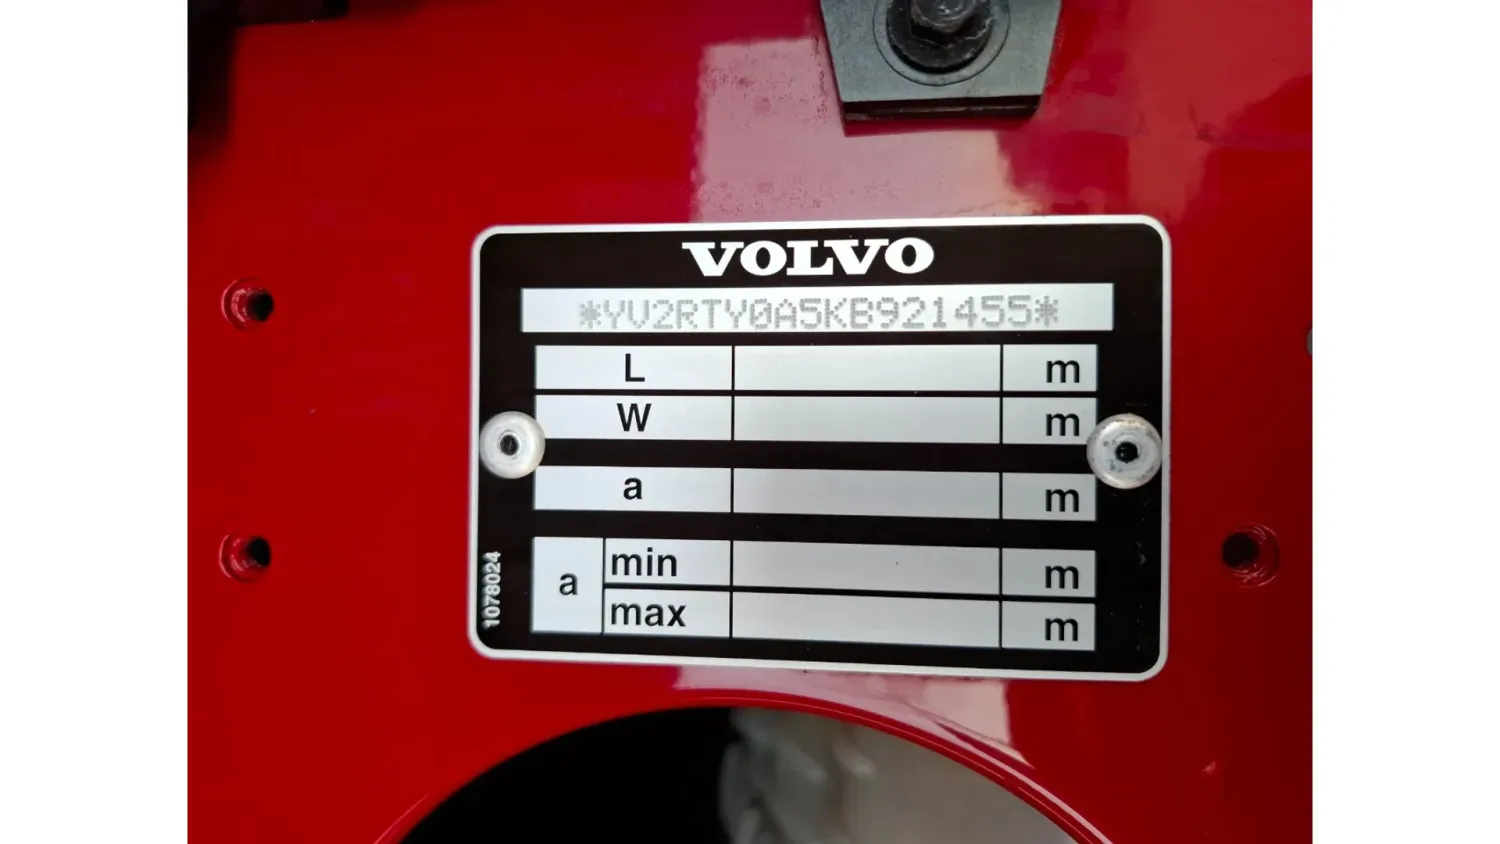 VOLVO
*YV2RTY0A5KB921455*
L m
W m
a m
a
min m
max m
1078024